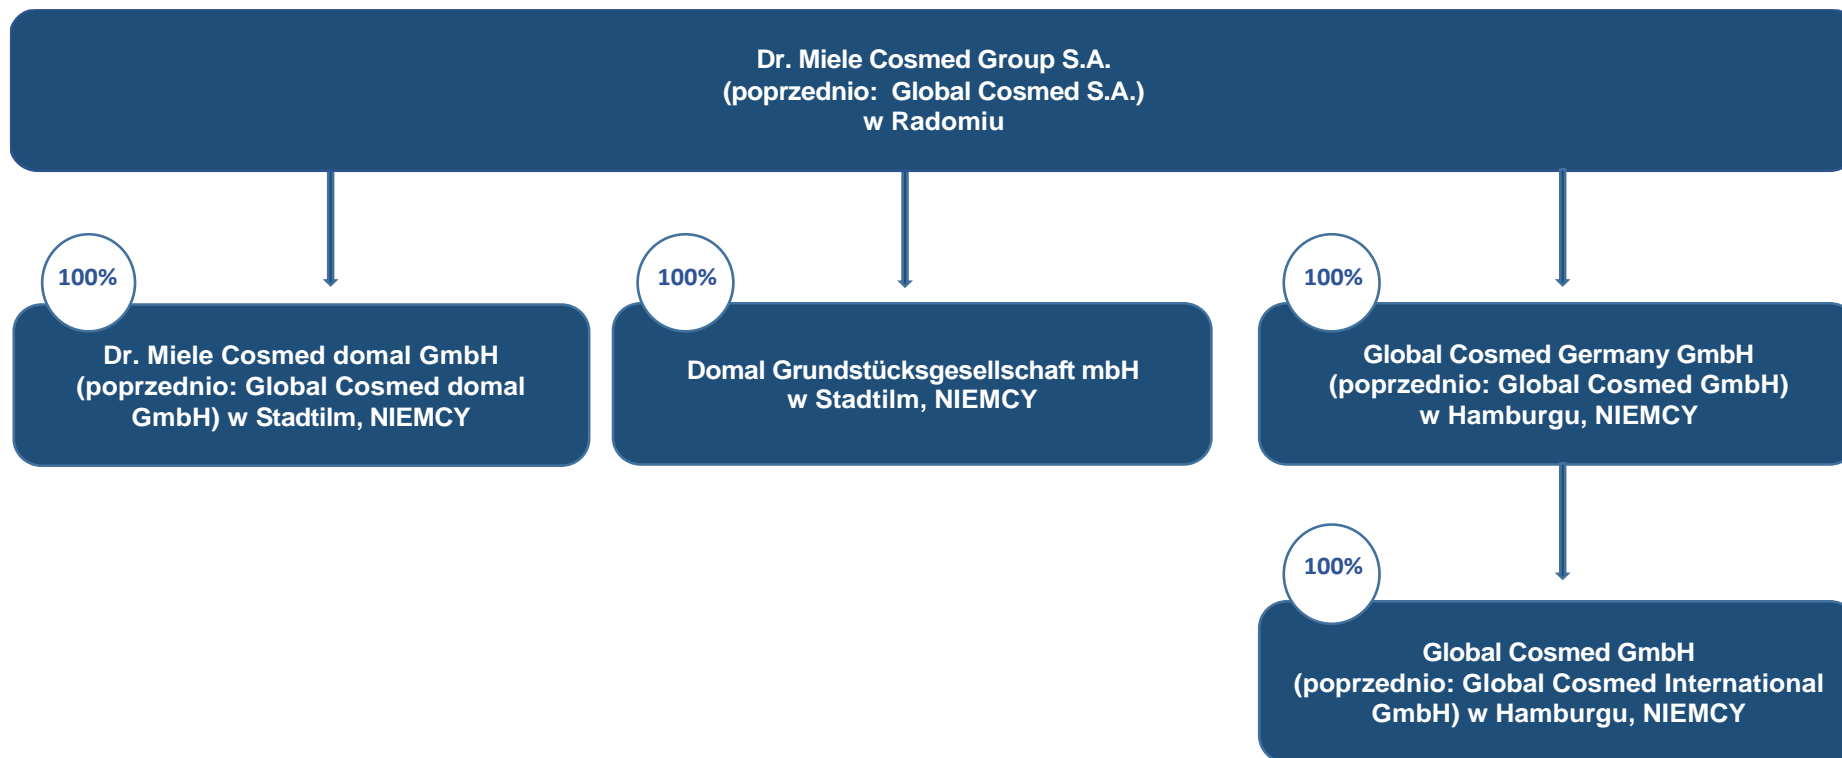 Dr. Miele Cosmed Group S.A.
(poprzednio: Global Cosmed S.A.)
w Radomiu
100%
100%
100%
Dr. Miele Cosmed domal GmbH
(poprzednio: Global Cosmed domal
GmbH) w Stadtilm, NIEMCY
Domal Grundstücksgesellschaft mbH
w Stadtilm, NIEMCY
Global Cosmed Germany GmbH
(poprzednio: Global Cosmed GmbH)
w Hamburgu, NIEMCY
100%
Global Cosmed GmbH
(poprzednio: Global Cosmed International
GmbH) w Hamburgu, NIEMCY